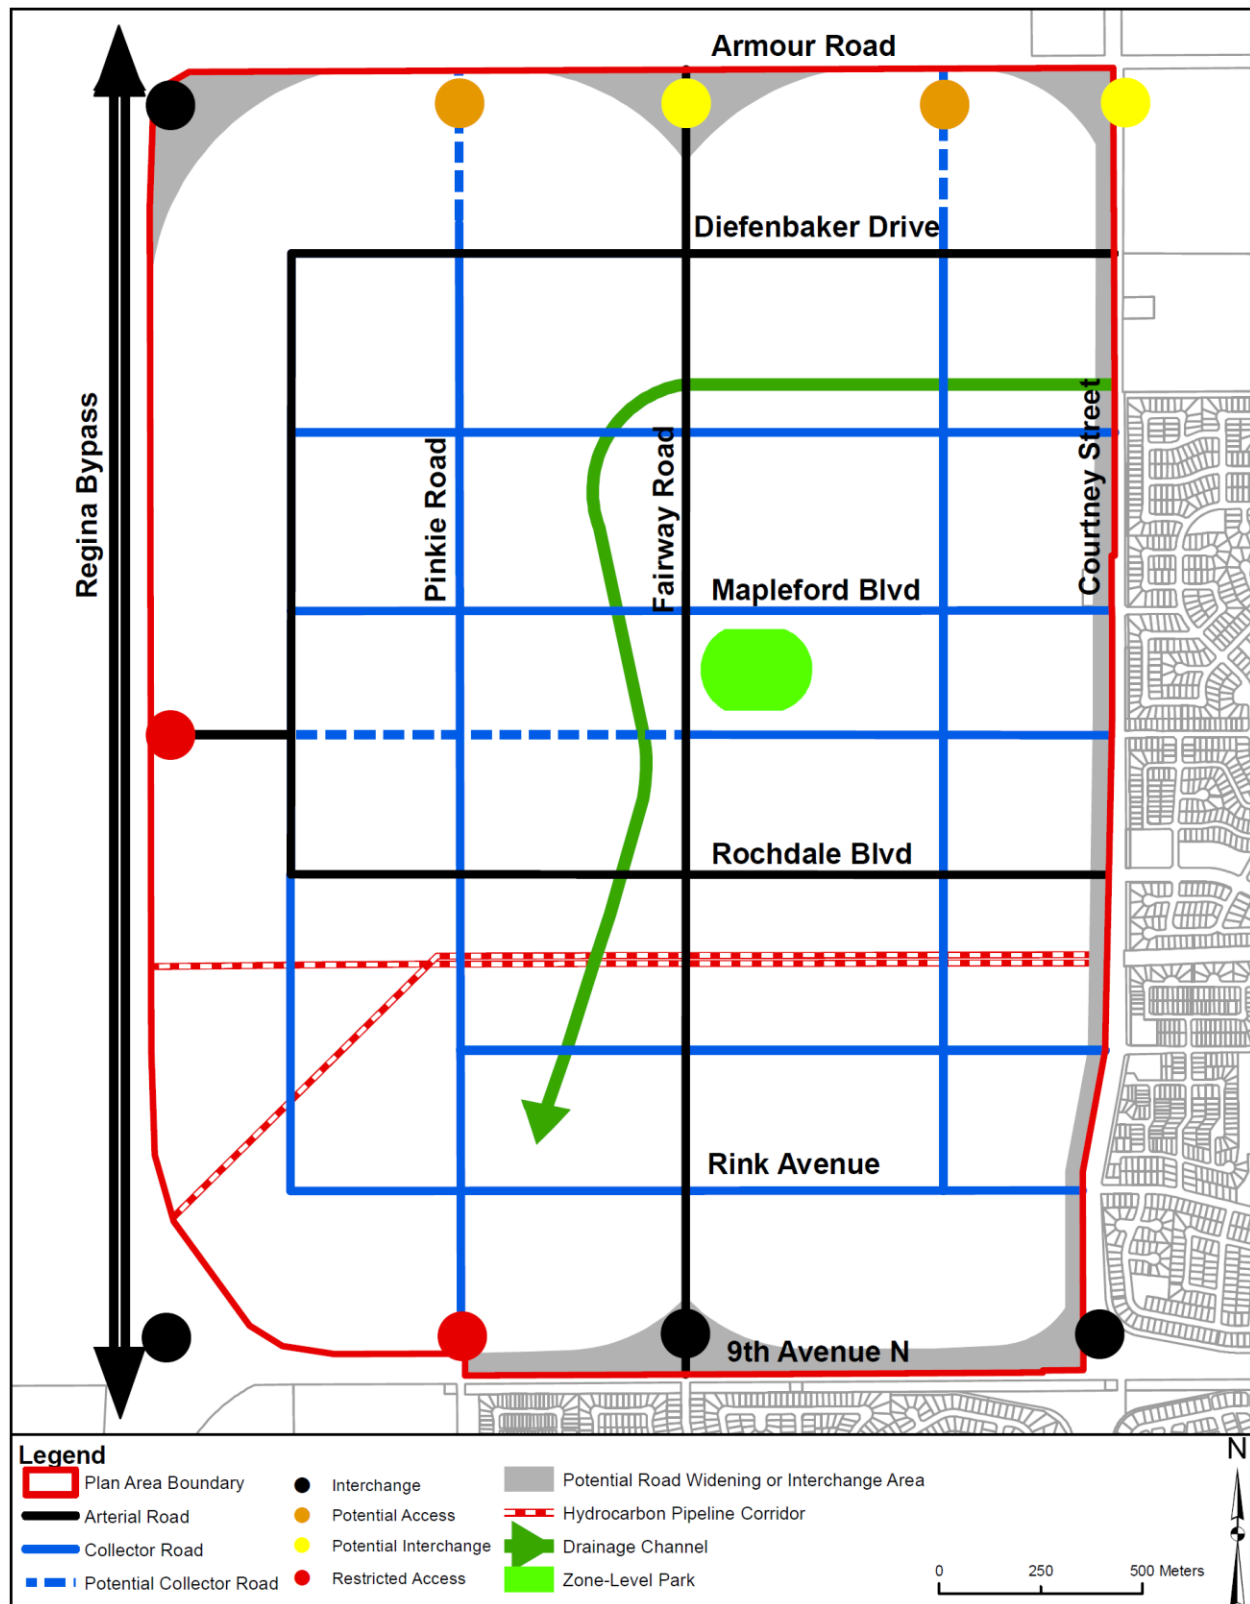 Armour Road
Diefenbaker Drive
Regina Bypass
Pinkie Road
Fairway Road
Courtney Street
Mapleford Blvd
Rochdale Blvd
Rink Avenue
9th Avenue N
Legend
Plan Area Boundary
Arterial Road
Collector Road
Potential Collector Road
Interchange
Potential Access
Potential Interchange
Restricted Access
Potential Road Widening or Interchange Area
Hydrocarbon Pipeline Corridor
Drainage Channel
Zone-Level Park
N
0 250 500 Meters